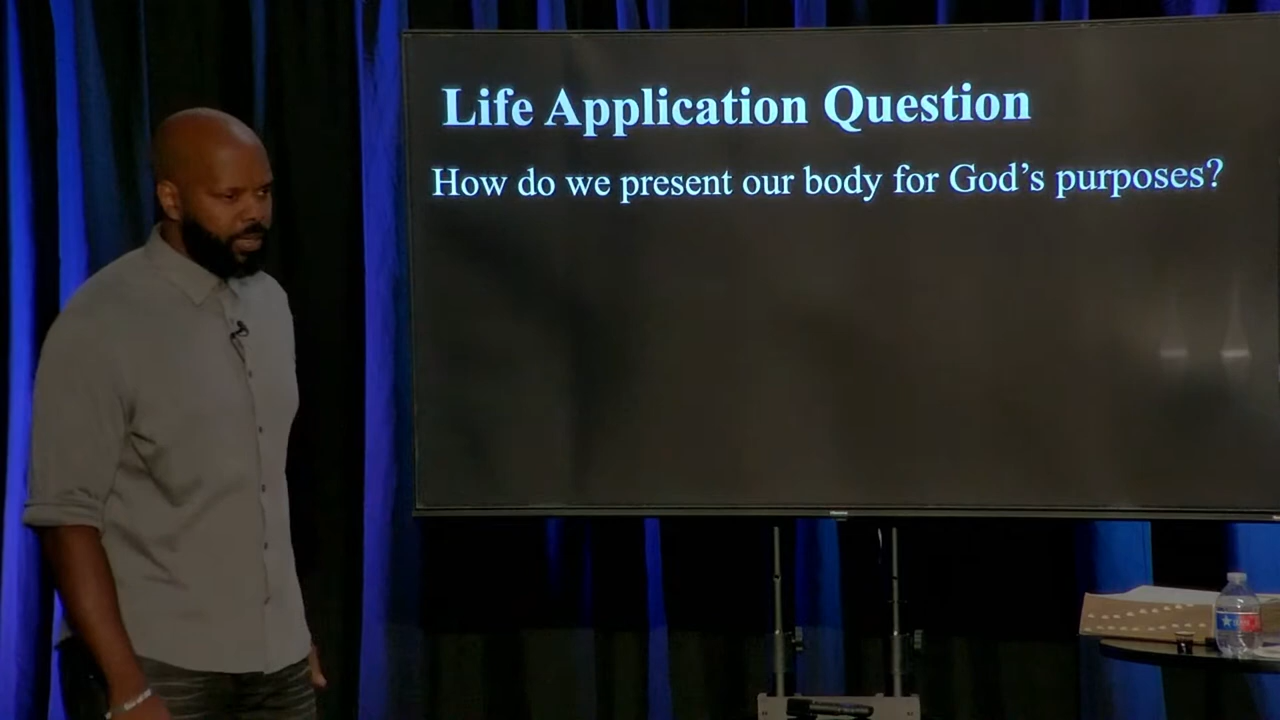 Life Application Question
How do we present our body for God’s purposes?